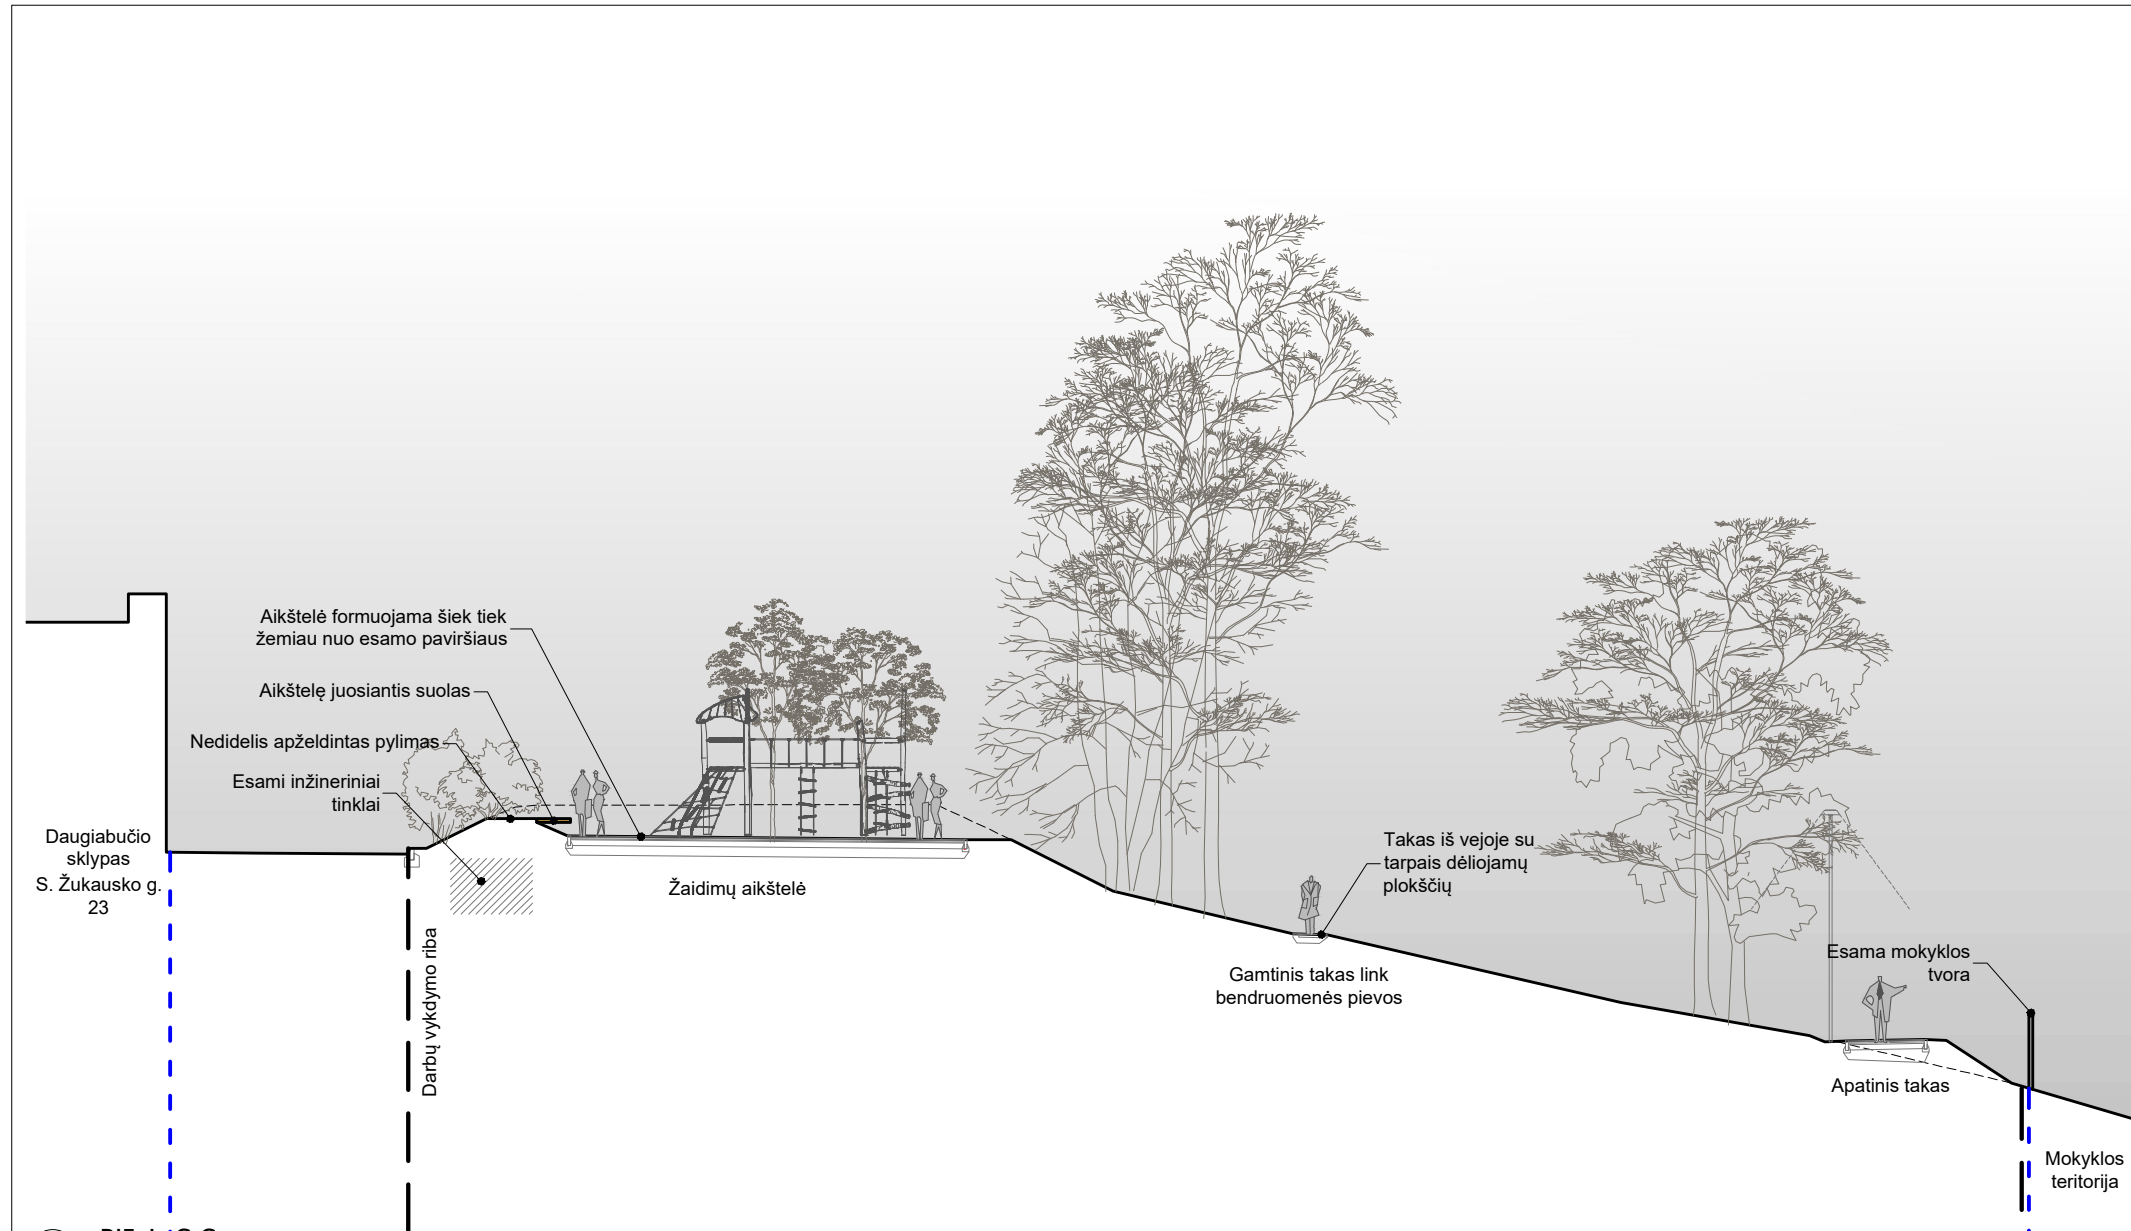 Aikštelė formuojama šiek tiek
žemiau nuo esamo paviršiaus
Aikštelę juosiantis suolas
Nedidelis apželdintas pylimas
Esami inžineriniai
tinklai
Daugiabučio
sklypas
S. Žukausko g.
23
Darbų vykdymo riba
Žaidimų aikštelė
Takas iš vejoje su
tarpais dėliojamų
plokščių
Gamtinis takas link
bendruomenės pievos
Esama mokyklos
tvora
Apatinis takas
Mokyklos
teritorija